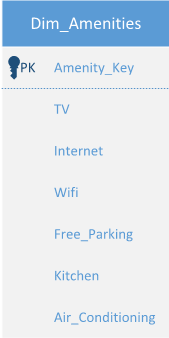 Dim_Amenities
PK Amenity_Key
TV
Internet
Wifi
Free_Parking
Kitchen
Air_Conditioning